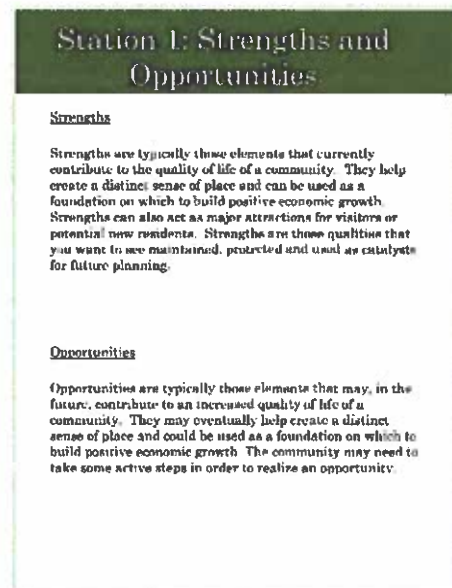 Station 1: Strengths and
Opportunities
Strengths
Strengths are typically those elements that currently
contribute to the quality of life of a community. They help
create a distinct sense of place and can be used as a
foundation on which to build positive economic growth.
Strengths can also act as major attractions for visitors or
potential new residents. Strengths are those qualities that
you want to see maintained, protected and used as catalysts
for future planning.
Opportunities
Opportunities are typically those elements that may, in the
future, contribute to an increased quality of life of a
community. They may eventually help create a distinct
sense of place and could be used as a foundation on which to
build positive economic growth. The community may need to
take some active steps in order to realize an opportunity.